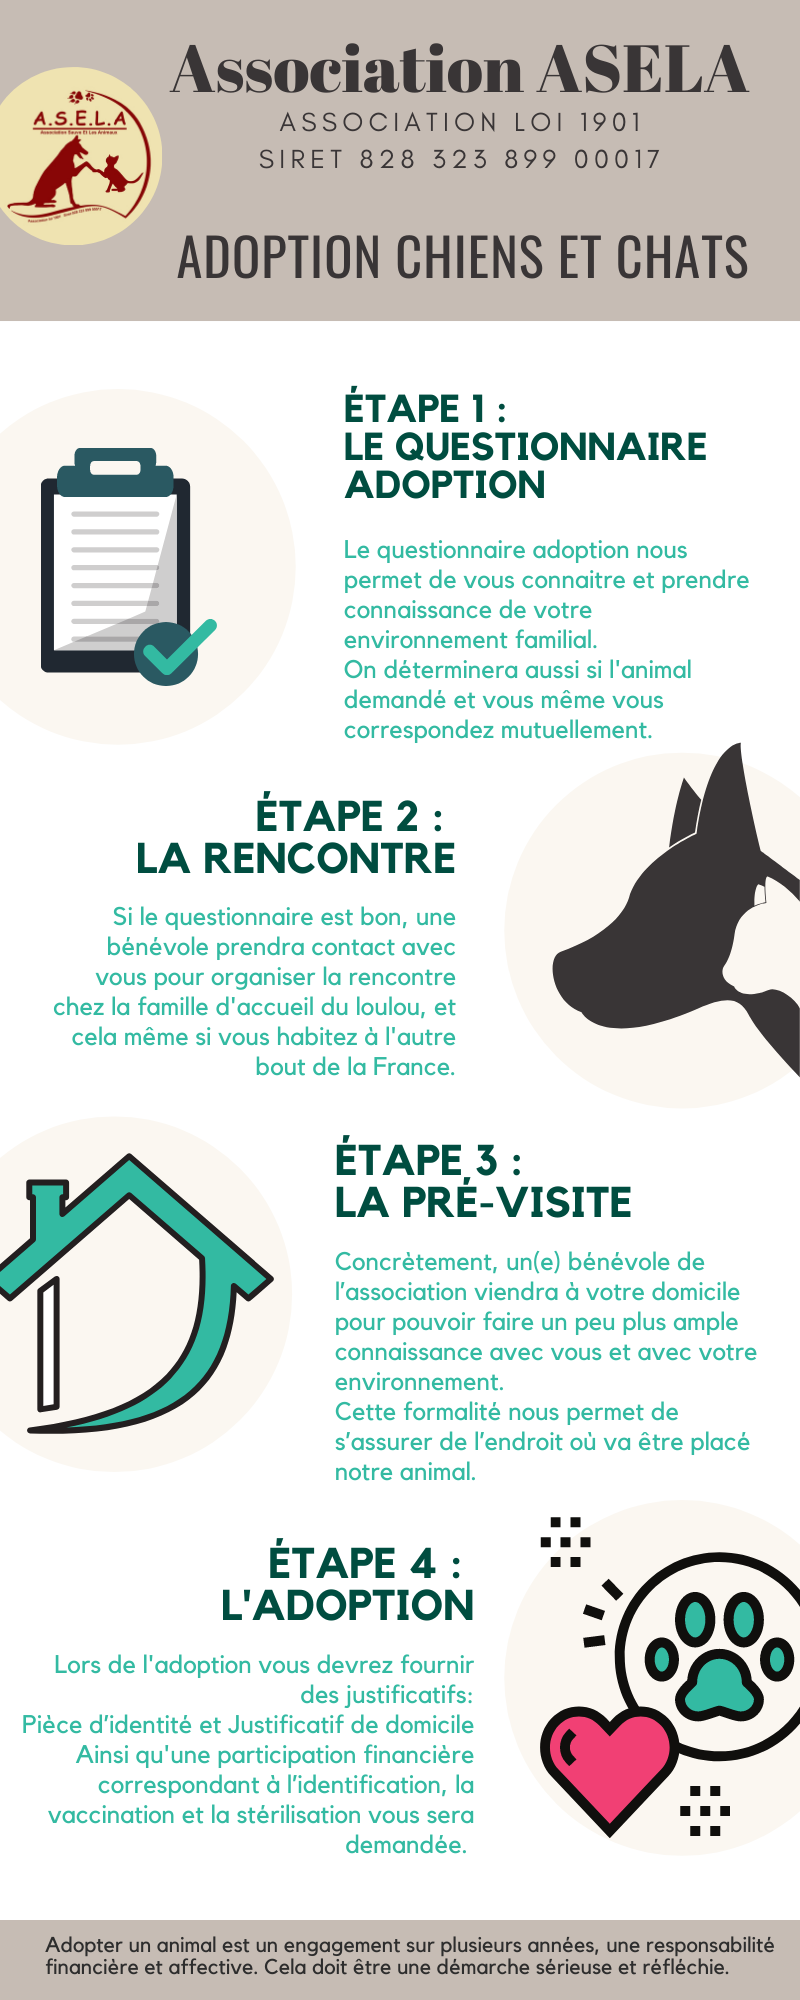 Association ASELA
ASSOCIATION LOI 1901
SIRET 828 323 899 00017
A.S.E.L.A
ADOPTION CHIENS ET CHATS
ÉTAPE 1 :
LE QUESTIONNAIRE
ADOPTION
Le questionnaire adoption nous
permet de vous connaitre et prendre
connaissance de votre
environnement familial.
On déterminera aussi si l'animal
demandé et vous même vous
correspondez mutuellement.
ÉTAPE 2 :
LA RENCONTRE
Si le questionnaire est bon, une
bénévole prendra contact avec
vous pour organiser la rencontre
chez la famille d'accueil du loulou, et
cela même si vous habitez à l'autre
bout de la France.
ÉTAPE 3 :
LA PRÉ-VISITE
Concrètement, un(e) bénévole de
l’association viendra à votre domicile
pour pouvoir faire un peu plus ample
connaissance avec vous et avec votre
environnement.
Cette formalité nous permet de
s’assurer de l’endroit où va être placé
notre animal.
ÉTAPE 4 :
L'ADOPTION
Lors de l'adoption vous devrez fournir
des justificatifs:
Pièce d’identité et Justificatif de domicile
Ainsi qu'une participation financière
correspondant à l’identification, la
vaccination et la stérilisation vous sera
demandée.
Adopter un animal est un engagement sur plusieurs années, une responsabilité
financière et affective. Cela doit être une démarche sérieuse et réfléchie.